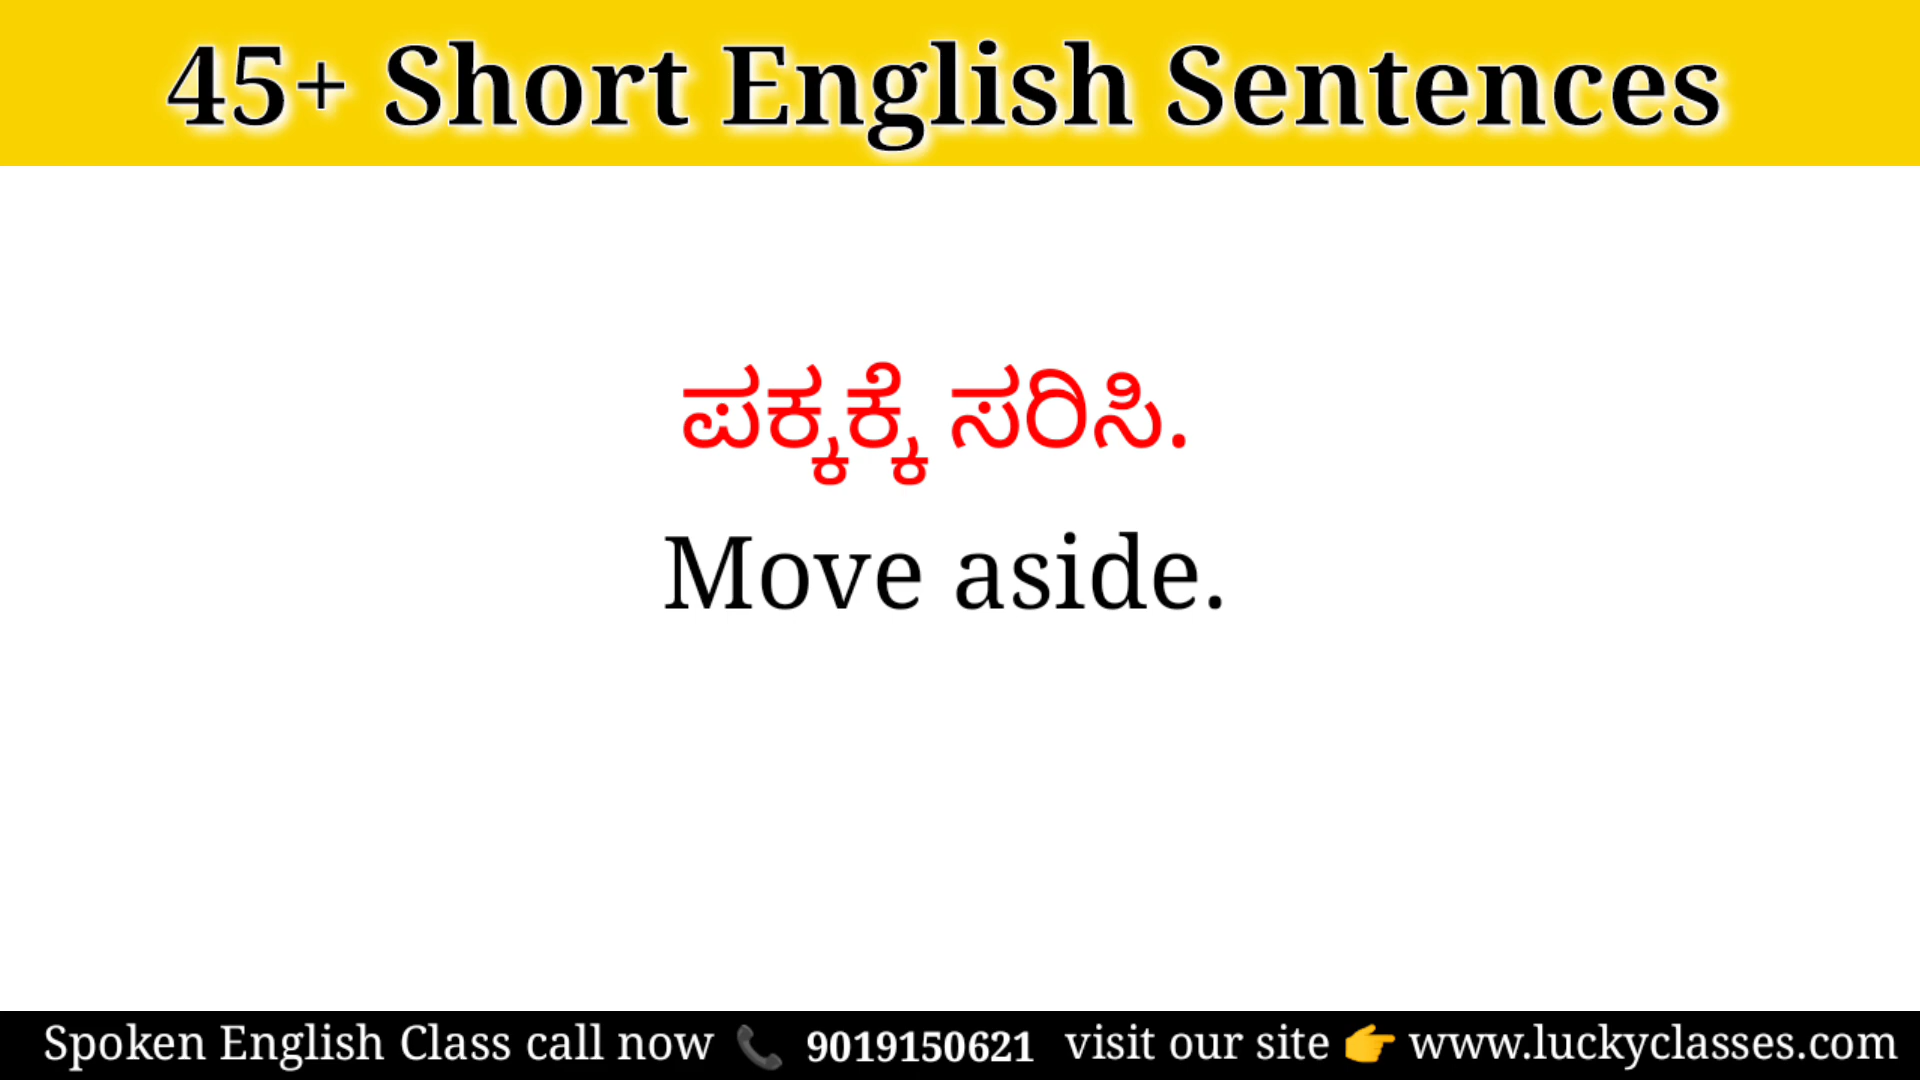 45+ Short English Sentences
ಪಕ್ಕಕ್ಕೆ ಸರಿಸಿ.
Move aside.
Spoken English Class call now 📞 9019150621 visit our site 👉 www.luckyclasses.com